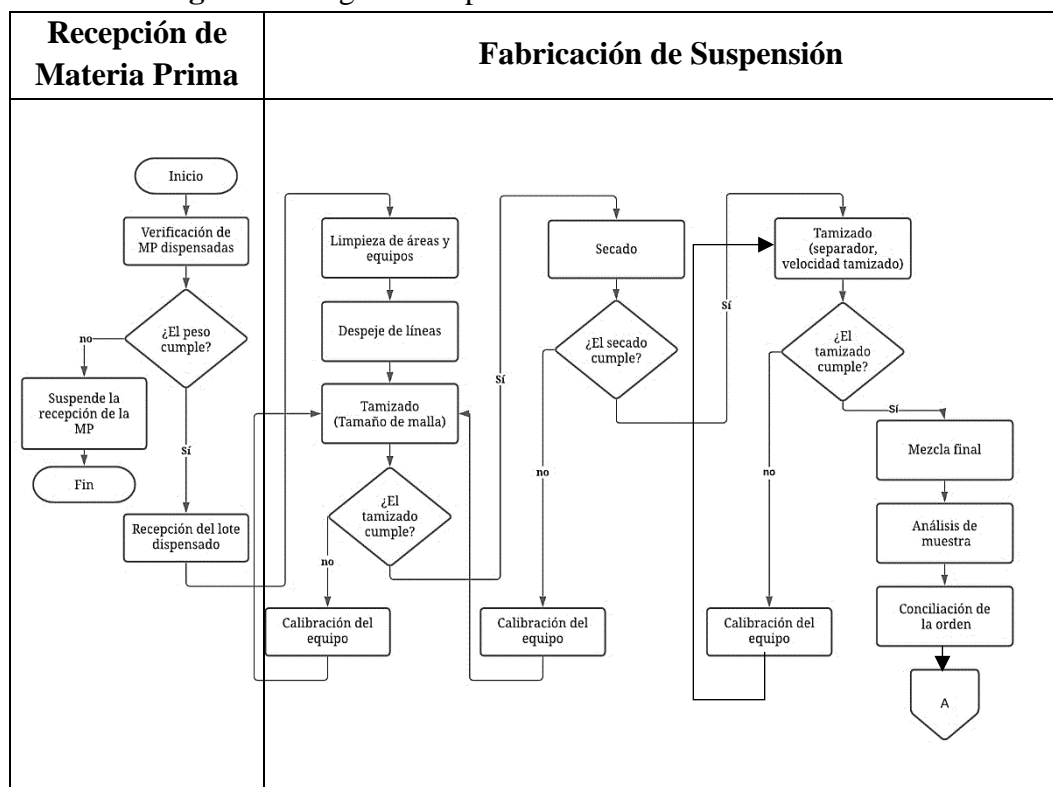 Recepción de
Materia Prima
Fabricación de Suspensión
Inicio
Verificación de
MP dispensadas
¿El peso
cumple?
no
Suspende la
recepción de la
MP
Fin
Sí
Recepción del lote
dispensado
Limpieza de áreas y
equipos
Despeje de líneas
Tamizado
(Tamaño de malla)
¿El
tamizado
cumple?
no
Calibración del
equipo
Sí
Secado
¿El secado
cumple?
no
Calibración del
equipo
Sí
Tamizado
(separador,
velocidad tamizado)
¿El
tamizado
cumple?
no
Calibración del
equipo
Sí
Mezcla final
Análisis de
muestra
Conciliación de
la orden
A